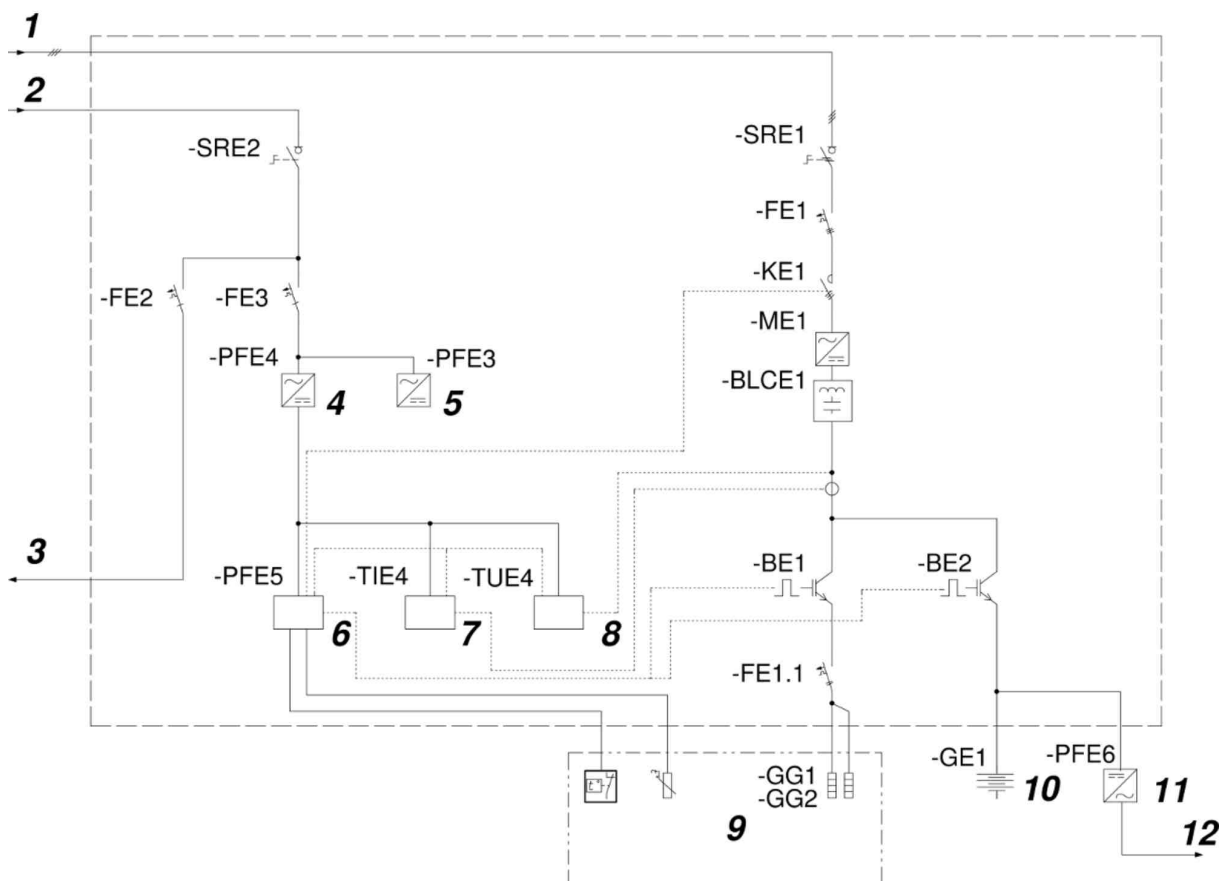 1
2
-SRE2
-SRE1
-FE1
-KE1
-FE2
-FE3
-ME1
-PFE4
-PFE3
-BLCE1
4
5
3
-PFE5
-TIE4
-TUE4
-BE1
-BE2
6
7
8
-FE1.1
-GE1
-PFE6
-GG1
-GG2
9
10
11
12